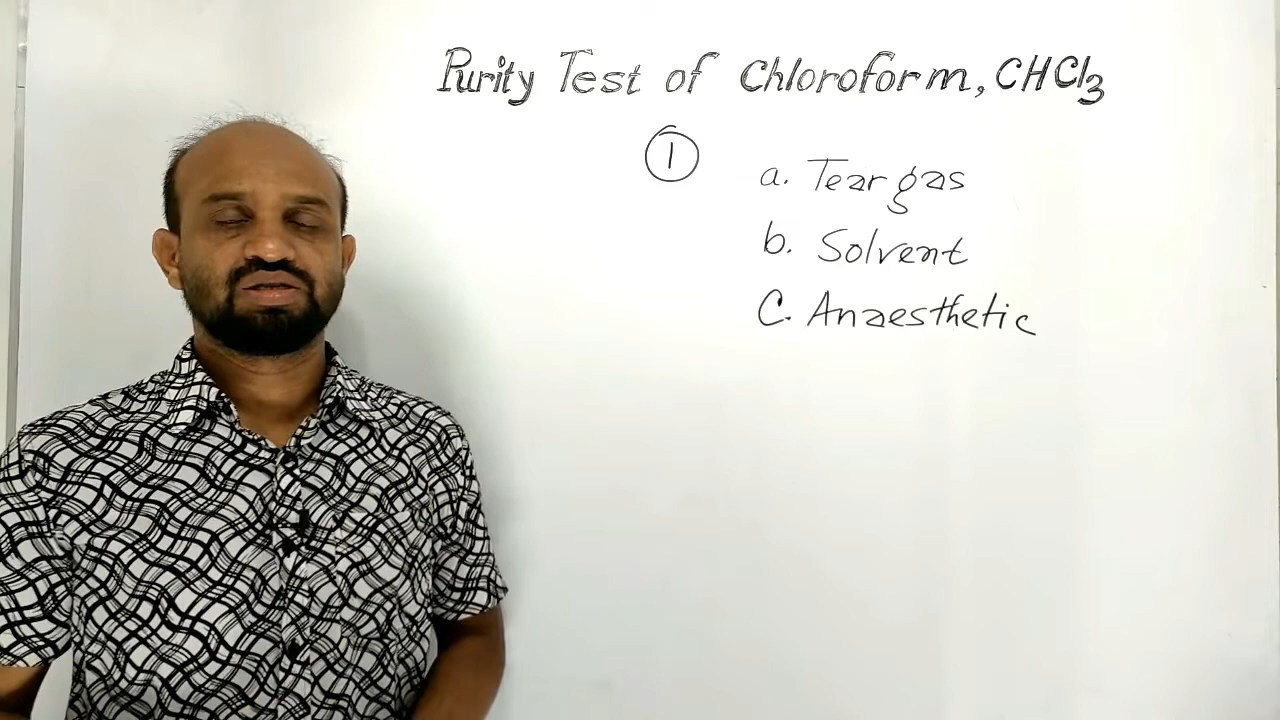 Purity Test of Chloroform, CHCl₃
①
a. Tear gas
b. Solvent
C. Anaesthetic